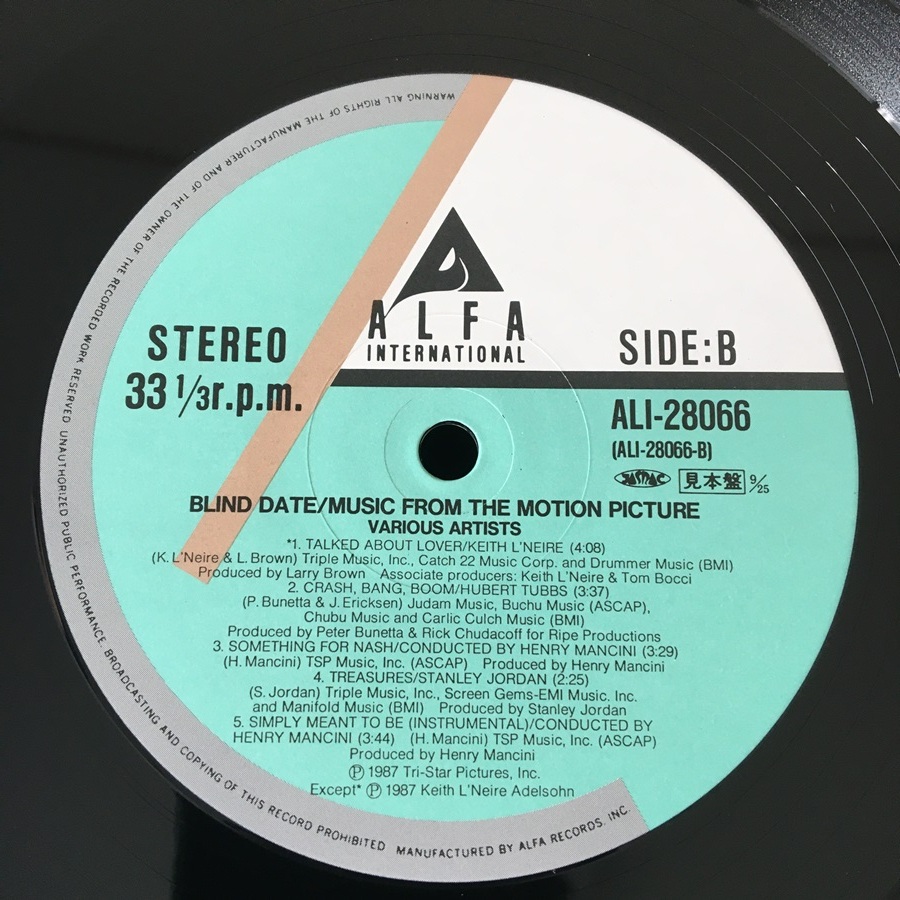 ALFA
INTERNATIONAL
STEREO
33 1/3 r.p.m.
SIDE:B
ALI-28066
(ALI-28066-B)
JASRAC 見本盤 9/25
BLIND DATE/MUSIC FROM THE MOTION PICTURE
VARIOUS ARTISTS
*1. TALKED ABOUT LOVER/KEITH L'NEIRE (4:08)
(K. L'Neire & L. Brown) Triple Music, Inc., Catch 22 Music Corp. and Drummer Music (BMI)
Produced by Larry Brown Associate producers: Keith L'Neire & Tom Bocci
2. CRASH, BANG, BOOM/HUBERT TUBBS (3:37)
(P. Bunetta & J. Ericksen) Judam Music, Buchu Music (ASCAP),
Chubu Music and Carlic Culch Music (BMI)
Produced by Peter Bunetta & Rick Chudacoff for Ripe Productions
3. SOMETHING FOR NASH/CONDUCTED BY HENRY MANCINI (3:29)
(H. Mancini) TSP Music, Inc. (ASCAP) Produced by Henry Mancini
4. TREASURES/STANLEY JORDAN (2:25)
(S. Jordan) Triple Music, Inc., Screen Gems-EMI Music. Inc.
and Manifold Music (BMI) Produced by Stanley Jordan
5. SIMPLY MEANT TO BE (INSTRUMENTAL)/CONDUCTED BY
HENRY MANCINI (3:44) (H. Mancini) TSP Music, Inc. (ASCAP)
Produced by Henry Mancini
Ⓟ 1987 Tri-Star Pictures, Inc.
Except* Ⓟ 1987 Keith L'Neire Adelsohn
WARNING ALL RIGHTS OF THE MANUFACTURER AND OF THE OWNER OF THE RECORDED WORK RESERVED UNAUTHORIZED PUBLIC PERFORMANCE. BROADCASTING AND COPYING OF THIS RECORD PROHIBITED MANUFACTURED BY ALFA RECORDS. INC.